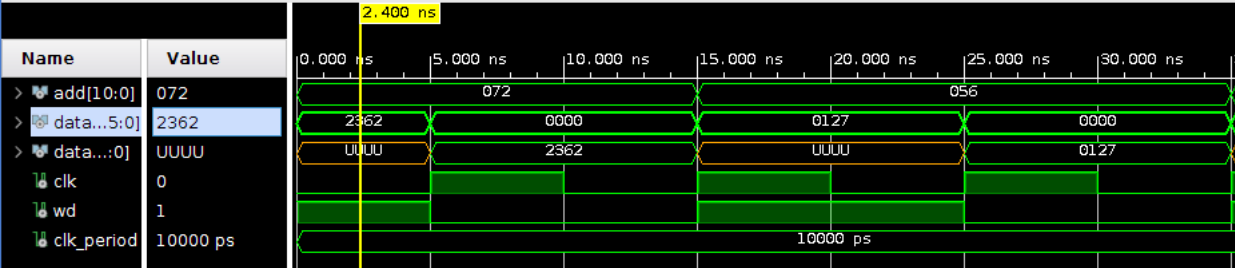 2.400 ns
Name Value
0.000 ns 5.000 ns 10.000 ns 15.000 ns 20.000 ns 25.000 ns 30.000 ns
add[10:0] 072 072 056
data...5:0] 2362 2362 0000 0127 0000
data...:0] UUUU UUUU 2362 UUUU 0127
clk 0
wd 1
clk_period 10000 ps 10000 ps